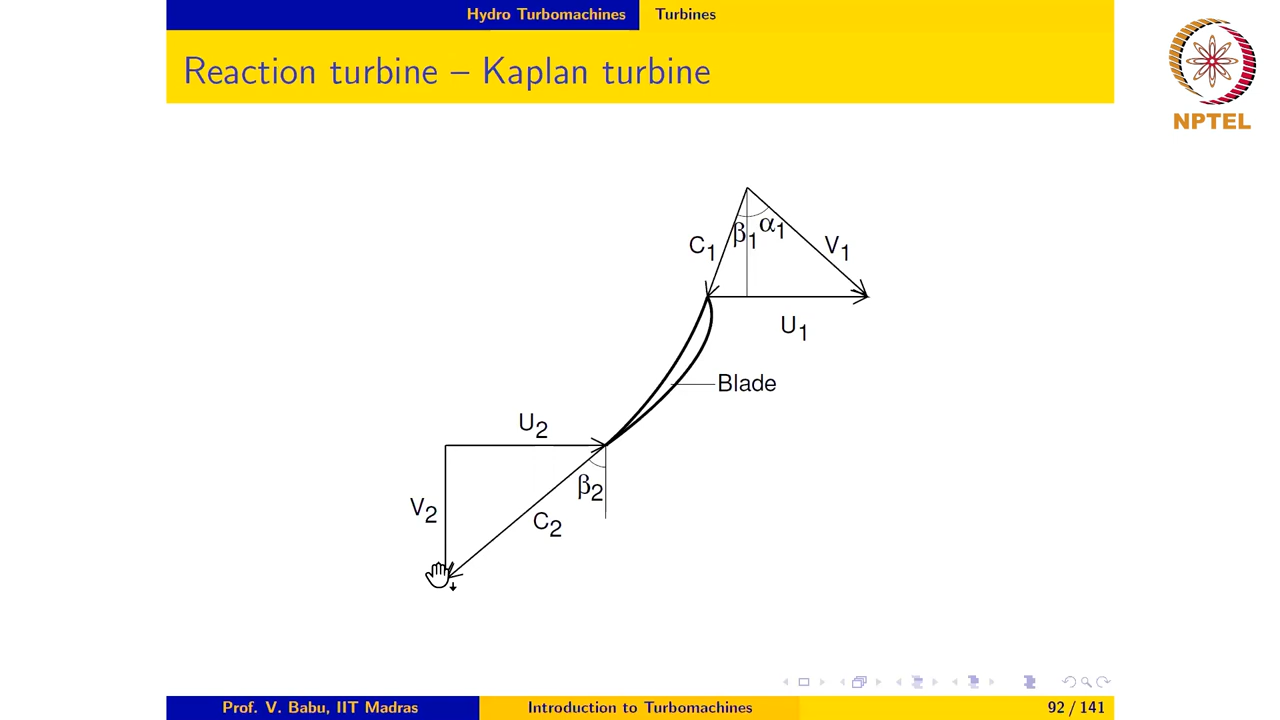 Hydro Turbomachines Turbines
Reaction turbine – Kaplan turbine
NPTEL
β1 α1
C1 V1
U1
Blade
U2
β2
V2
C2
Prof. V. Babu, IIT Madras Introduction to Turbomachines 92 / 141